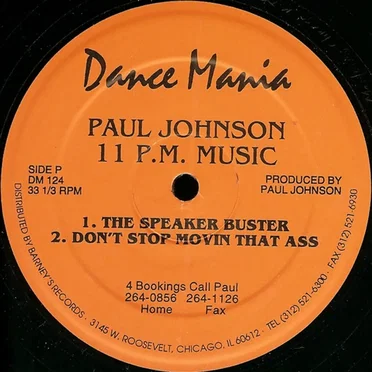 Dance Mania
PAUL JOHNSON
11 P.M. MUSIC
SIDE P
DM 124
33 1/3 RPM
PRODUCED BY
PAUL JOHNSON
1. THE SPEAKER BUSTER
2. DON'T STOP MOVIN THAT ASS
4 Bookings Call Paul
264-0856 264-1126
Home Fax
DISTRIBUTED BY BARNEY'S RECORDS · 3145 W. ROOSEVELT, CHICAGO, IL 60612 · TEL (312) 521-6300 · FAX (312) 521-6930